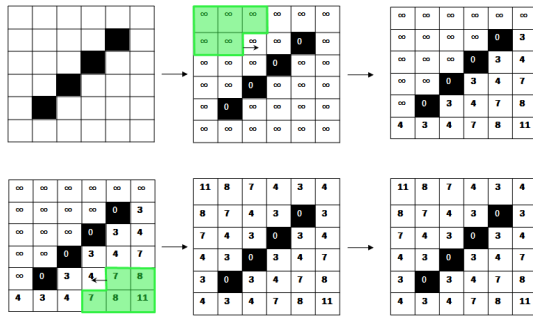 ∞ ∞ ∞ ∞ ∞ ∞
∞ ∞ ∞ ∞ 0 ∞
∞ ∞ ∞ 0 ∞ ∞
∞ ∞ 0 ∞ ∞ ∞
∞ 0 ∞ ∞ ∞ ∞
∞ ∞ ∞ ∞ ∞ ∞
∞ ∞ ∞ ∞ ∞ ∞
∞ ∞ ∞ ∞ 0 3
∞ ∞ ∞ 0 3 4
∞ ∞ 0 3 4 7
∞ 0 3 4 7 8
4 3 4 7 8 11
∞ ∞ ∞ ∞ ∞ ∞
∞ ∞ ∞ ∞ 0 3
∞ ∞ ∞ 0 3 4
∞ ∞ 0 3 4 7
∞ 0 3 4 7 8
4 3 4 7 8 11
11 8 7 4 3 4
8 7 4 3 0 3
7 4 3 0 3 4
4 3 0 3 4 7
3 0 3 4 7 8
4 3 4 7 8 11
11 8 7 4 3 4
8 7 4 3 0 3
7 4 3 0 3 4
4 3 0 3 4 7
3 0 3 4 7 8
4 3 4 7 8 11